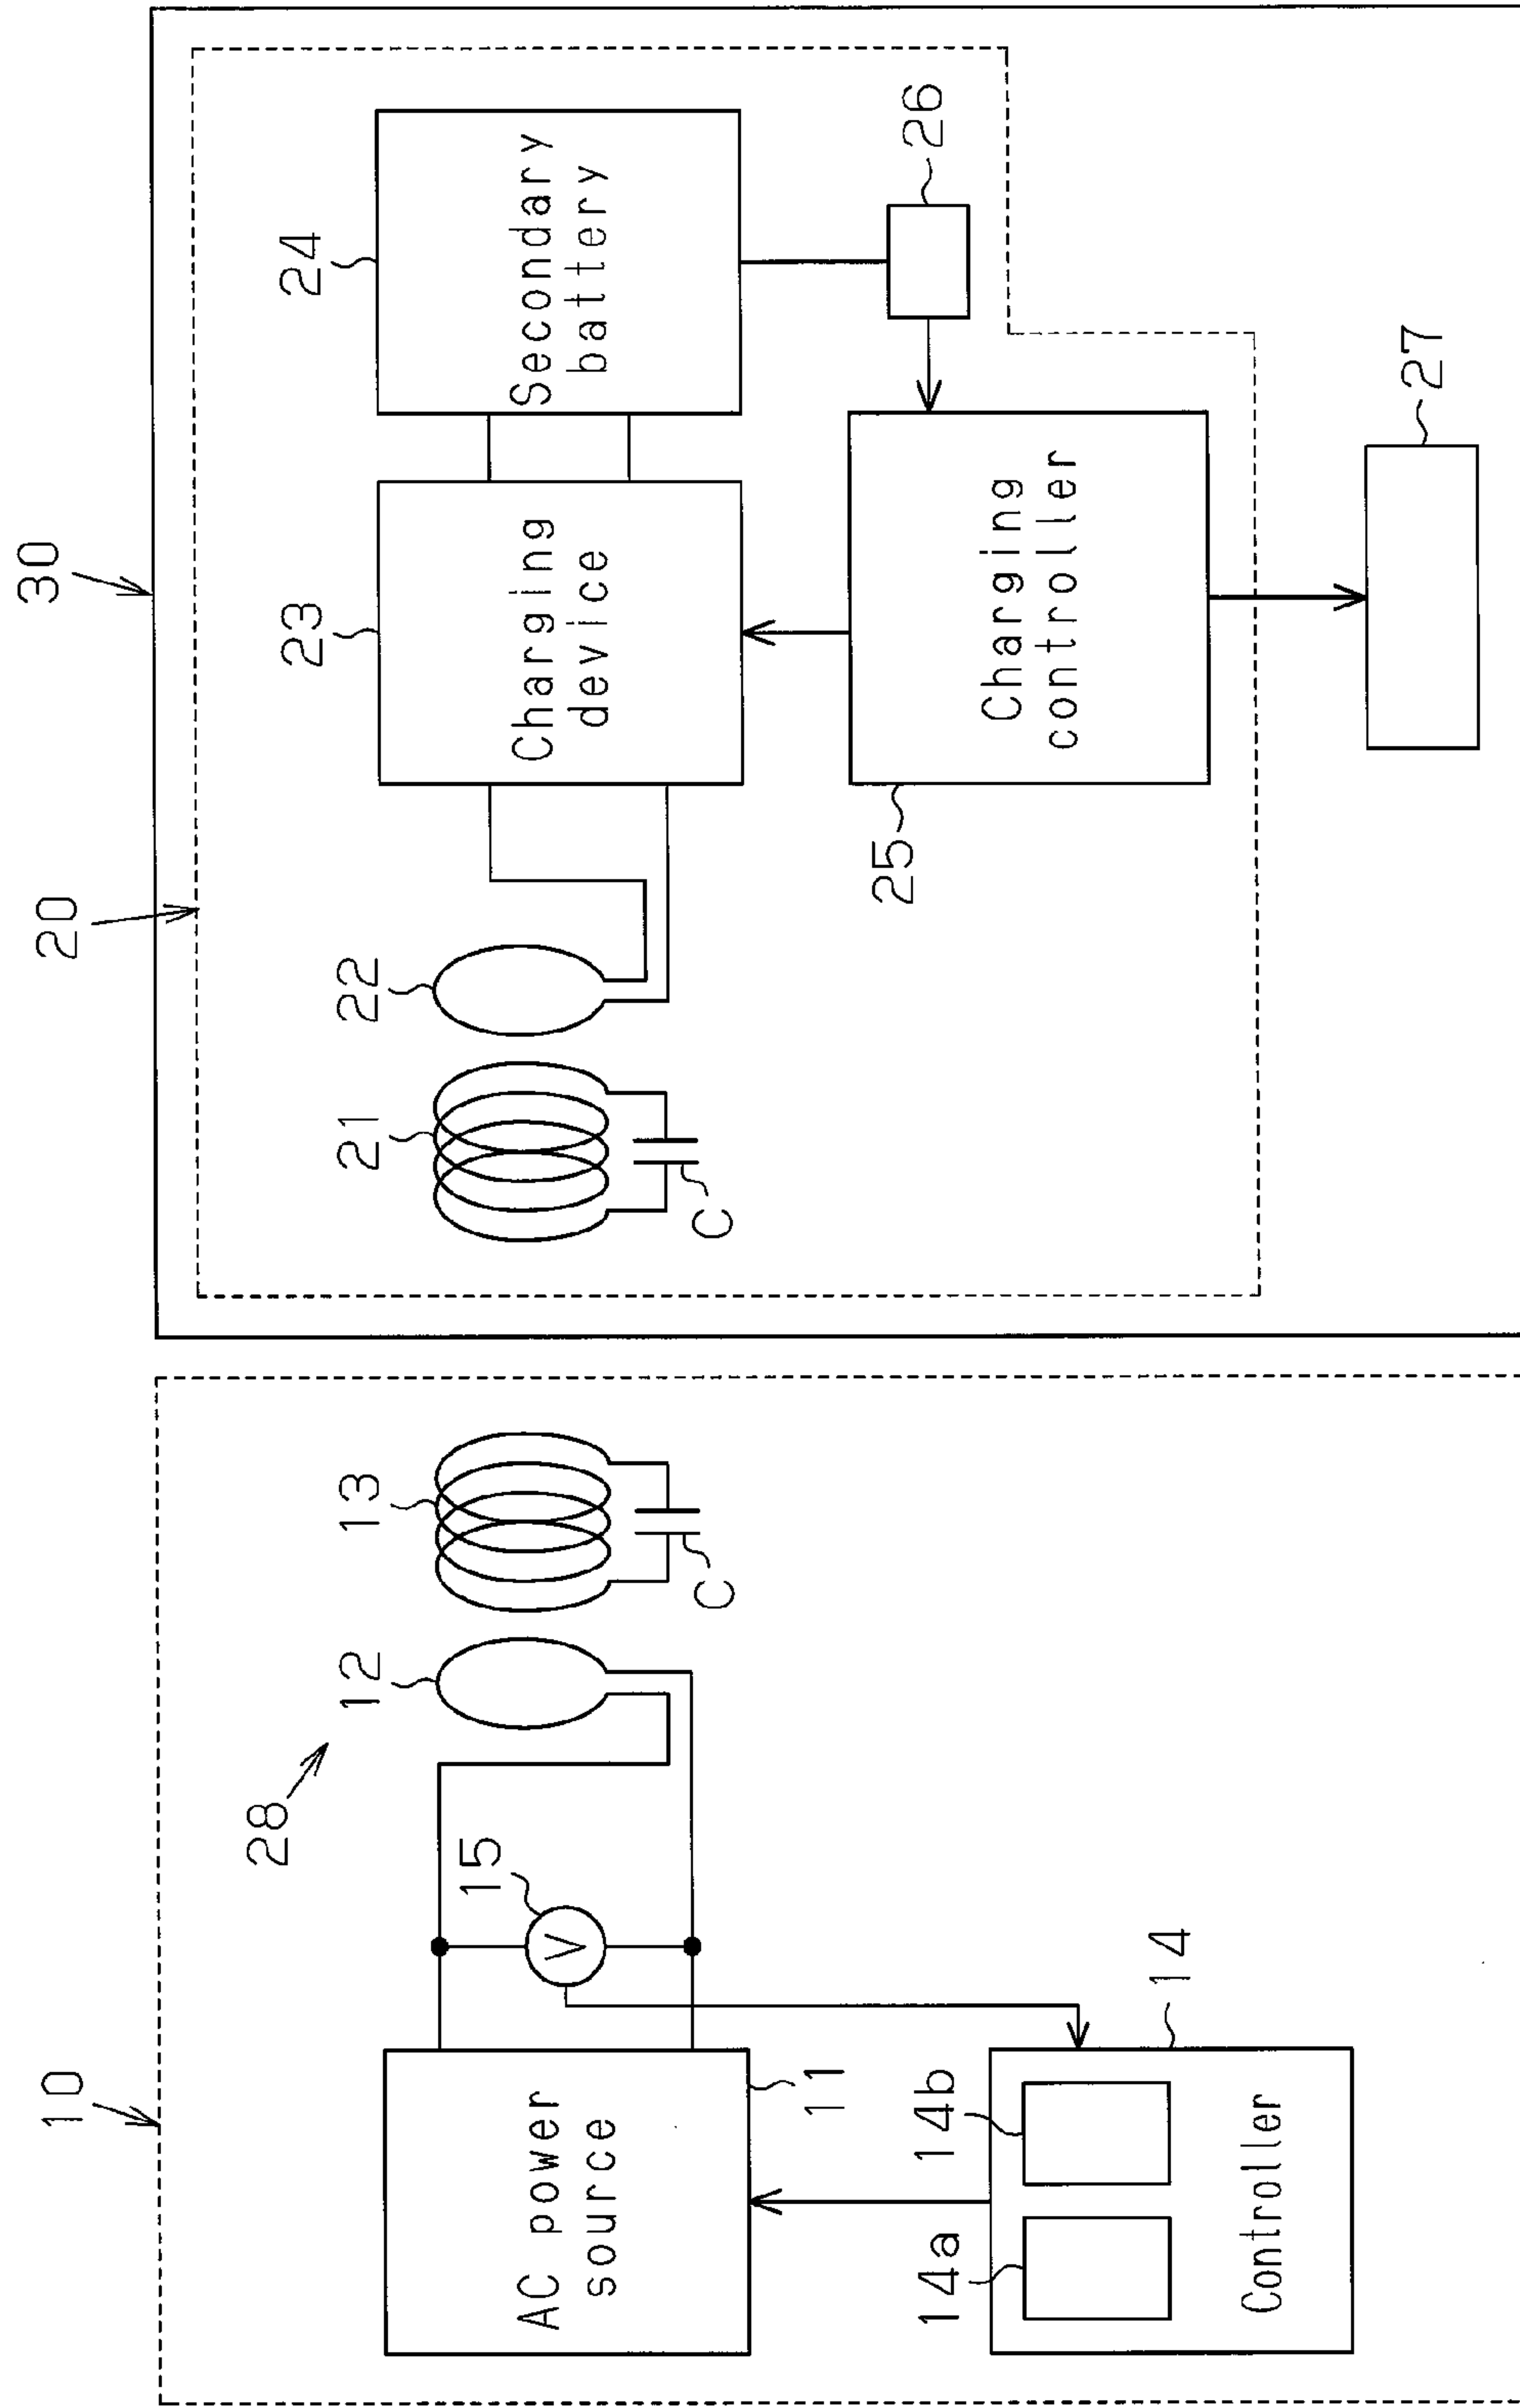 10
20
30
28
23
24
12
13
21
22
15
AC power
source
V
Charging
device
Secondary
battery
C
C
11
25
26
14a
14b
Charging
controller
14
Controller
27